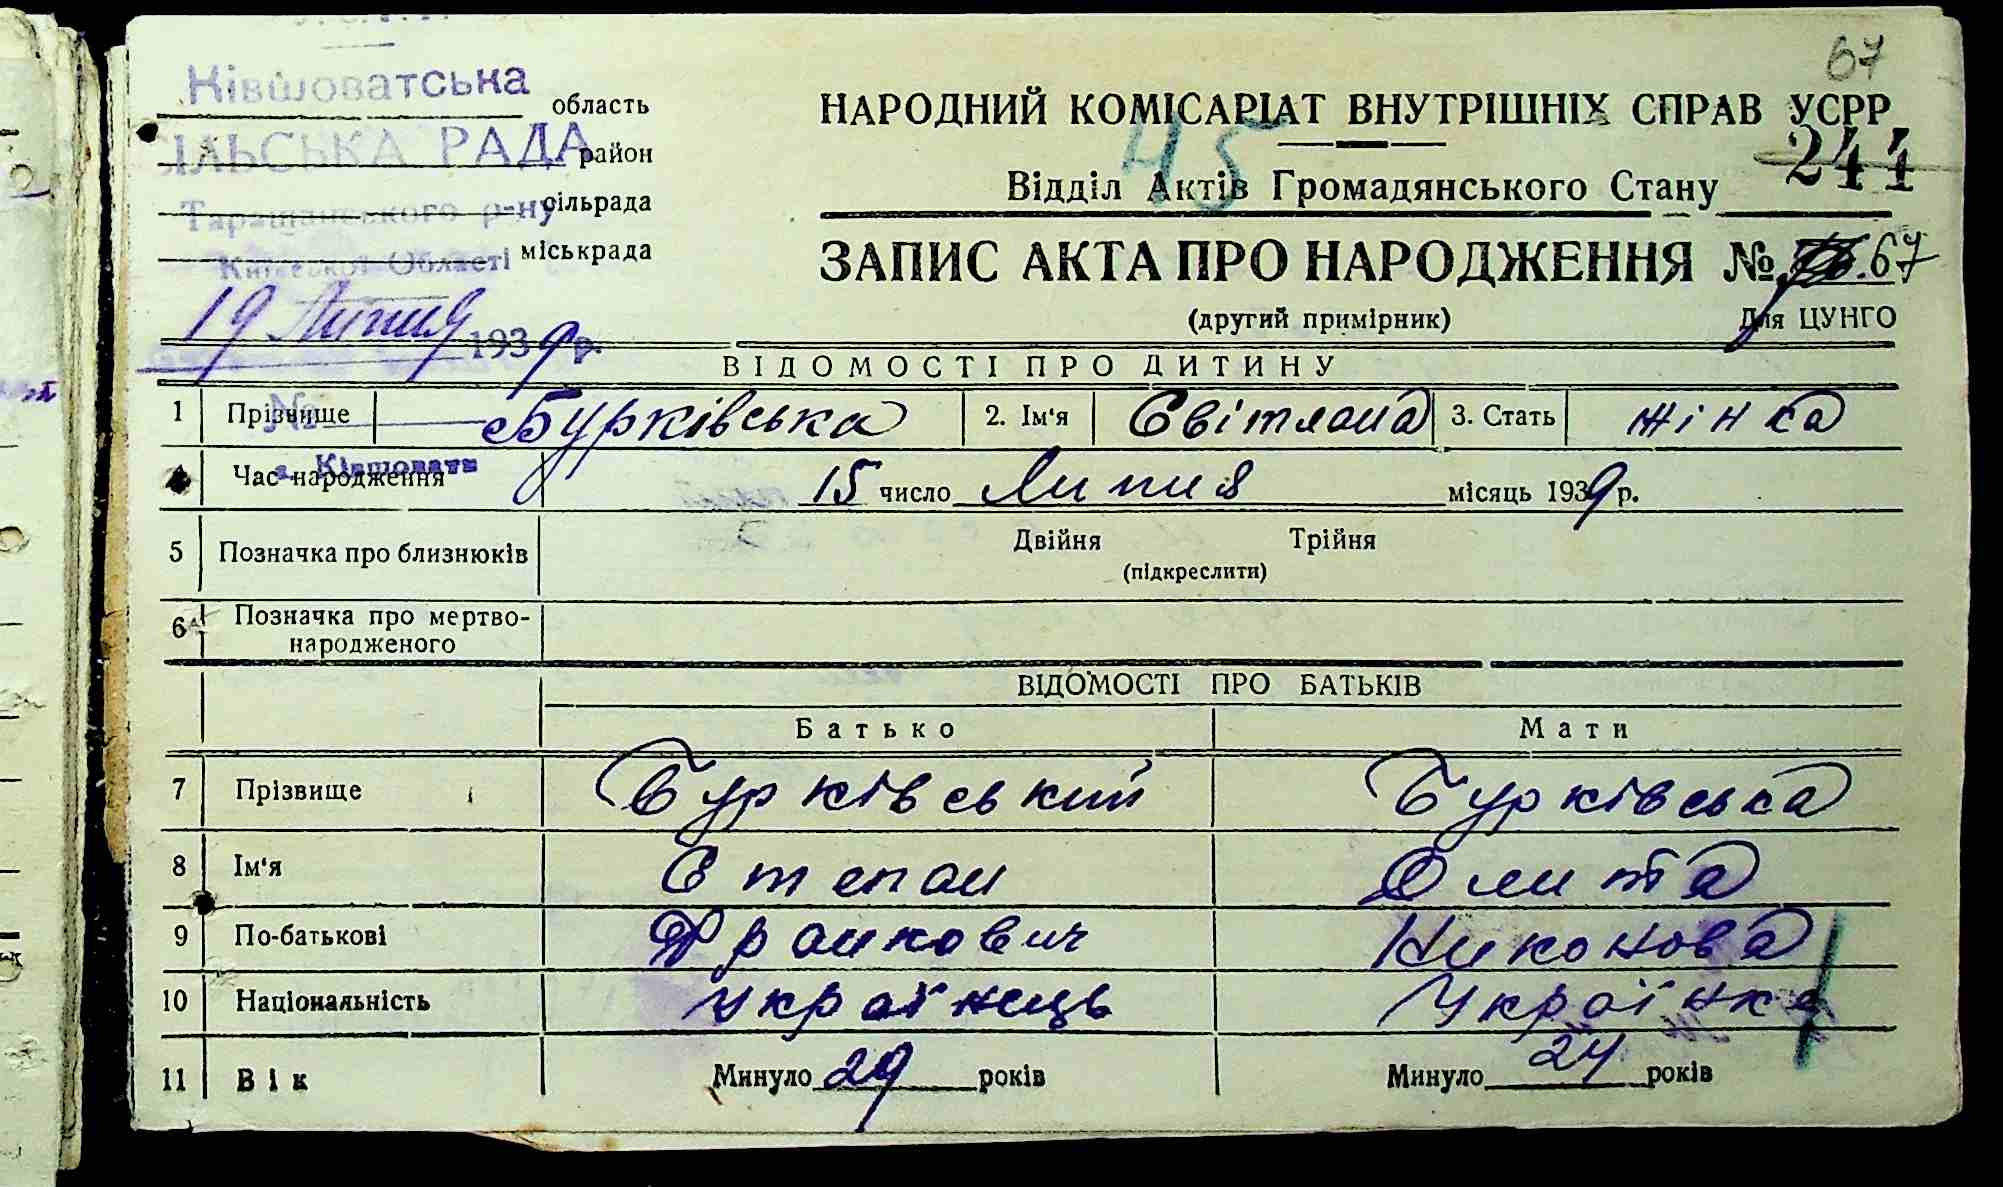 67
Ківшоватська область
ІЛЬСЬКА РАДА район
Таращанського р-ну сільрада
Київської Області міськрада
19 Липня 1939 р.
№
с. Ківшовата
НАРОДНИЙ КОМІСАРІАТ ВНУТРІШНІХ СПРАВ УСРР
45
244
Відділ Актів Громадянського Стану
ЗАПИС АКТА ПРО НАРОДЖЕННЯ № 67
(другий примірник) Для ЦУНГО
ВІДОМОСТІ ПРО ДИТИНУ
1 Прізвище Бурківська 2. Ім'я Світлана 3. Стать жінка
4 Час народження 15 число Липня місяць 1939 р.
5 Позначка про близнюків Двійня Трійня
(підкреслити)
6 Позначка про мертво-
народженого
ВІДОМОСТІ ПРО БАТЬКІВ
Батько Мати
7 Прізвище Бурківський Бурківська
8 Ім'я Степан Олита
9 По-батькові Франкович Никонова
10 Національність Українець Українка
11 Вік Минуло 29 років Минуло 24 років